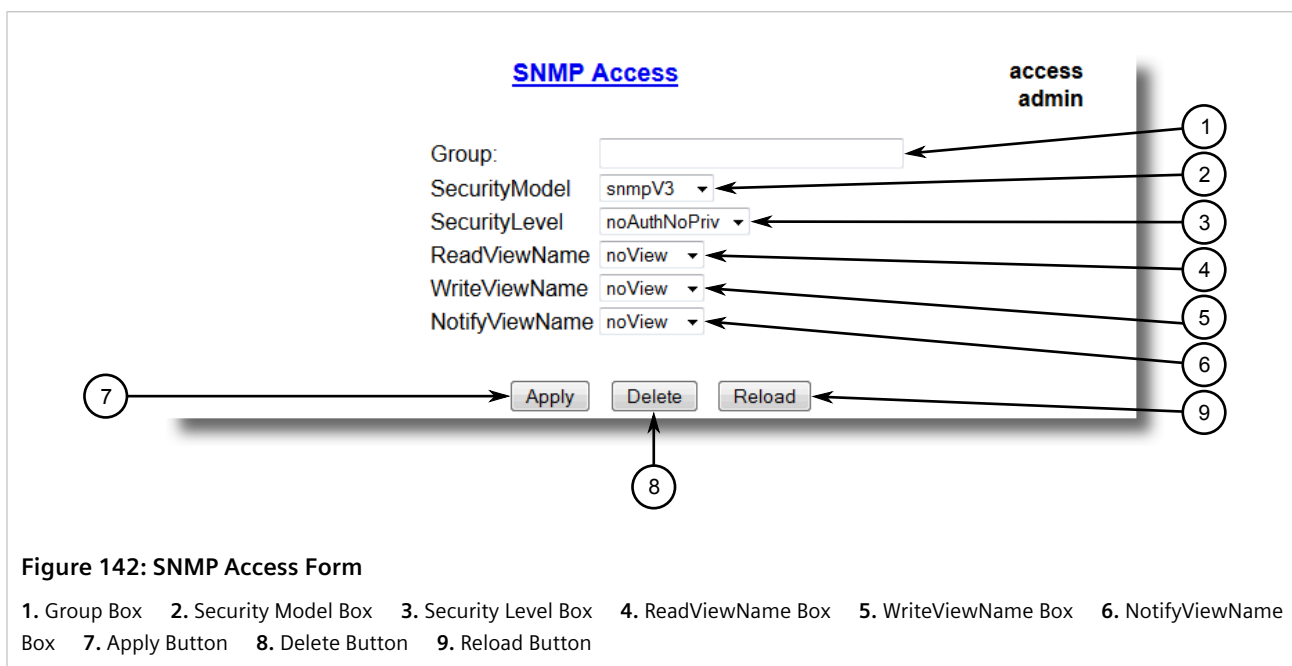 SNMP Access
access
admin
1
Group:
2
SecurityModel snmpV3
3
SecurityLevel noAuthNoPriv
4
ReadViewName noView
5
WriteViewName noView
6
NotifyViewName noView
7
Apply Delete Reload
9
8
Figure 142: SNMP Access Form
1. Group Box 2. Security Model Box 3. Security Level Box 4. ReadViewName Box 5. WriteViewName Box 6. NotifyViewName
Box 7. Apply Button 8. Delete Button 9. Reload Button